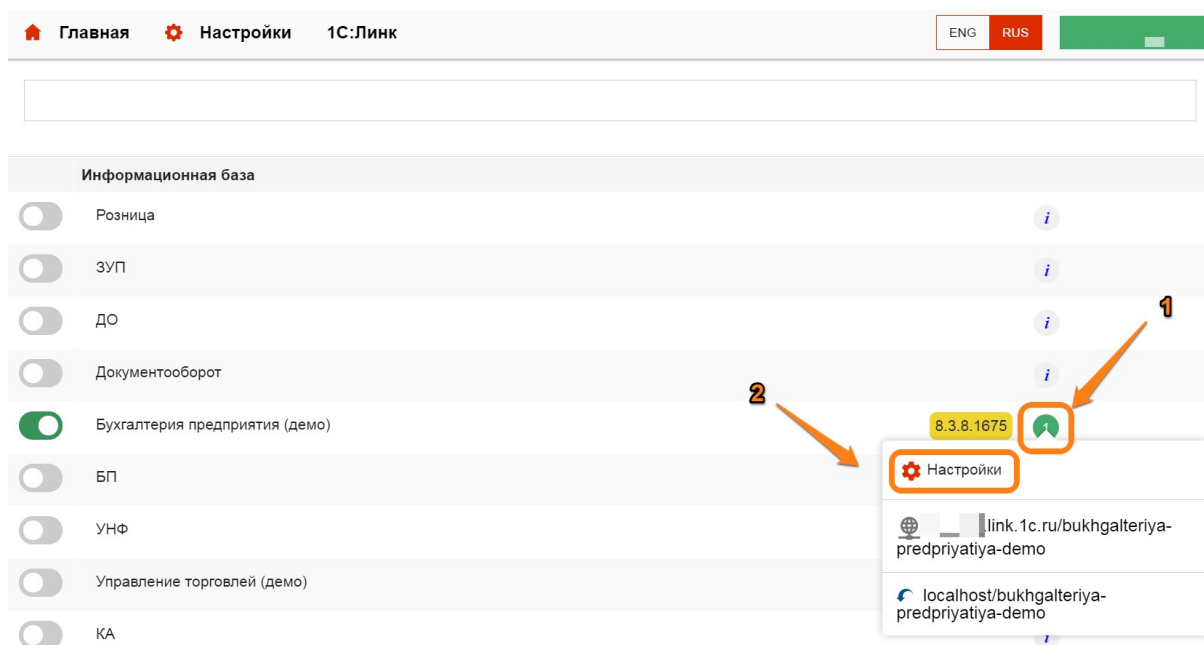 Главная Настройки 1С:Линк ENG RUS
Информационная база
Розница i
ЗУП i
ДО i
1
Документооборот i
2
Бухгалтерия предприятия (демо) 8.3.8.1675 1
Настройки
БП
УНФ
.link.1c.ru/bukhgalteriya-
predpriyatiya-demo
Управление торговлей (демо)
localhost/bukhgalteriya-
predpriyatiya-demo
КА i